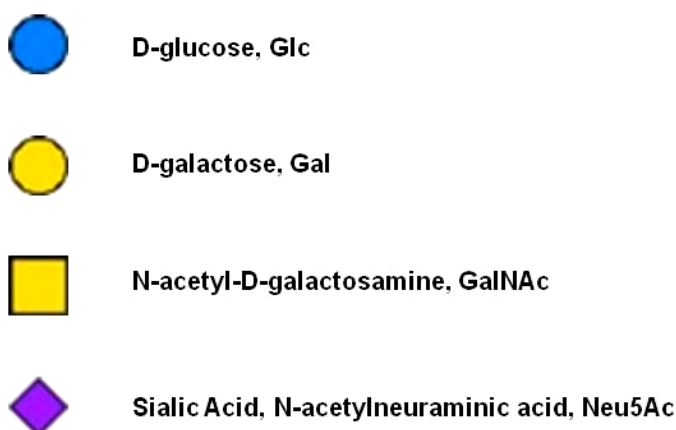 D-glucose, Glc
D-galactose, Gal
N-acetyl-D-galactosamine, GalNAc
Sialic Acid, N-acetylneuraminic acid, Neu5Ac